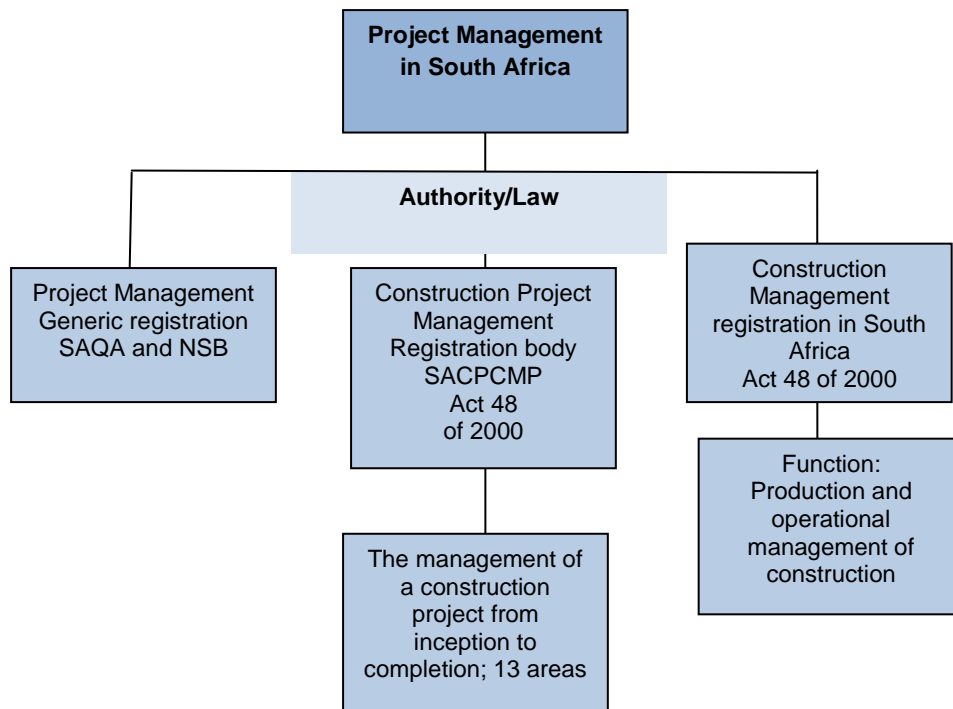 Project Management
in South Africa
Authority/Law
Project Management
Generic registration
SAQA and NSB
Construction Project
Management
Registration body
SACPCMP
Act 48
of 2000
Construction
Management
registration in South
Africa
Act 48 of 2000
The management of
a construction
project from
inception to
completion; 13 areas
Function:
Production and
operational
management of
construction